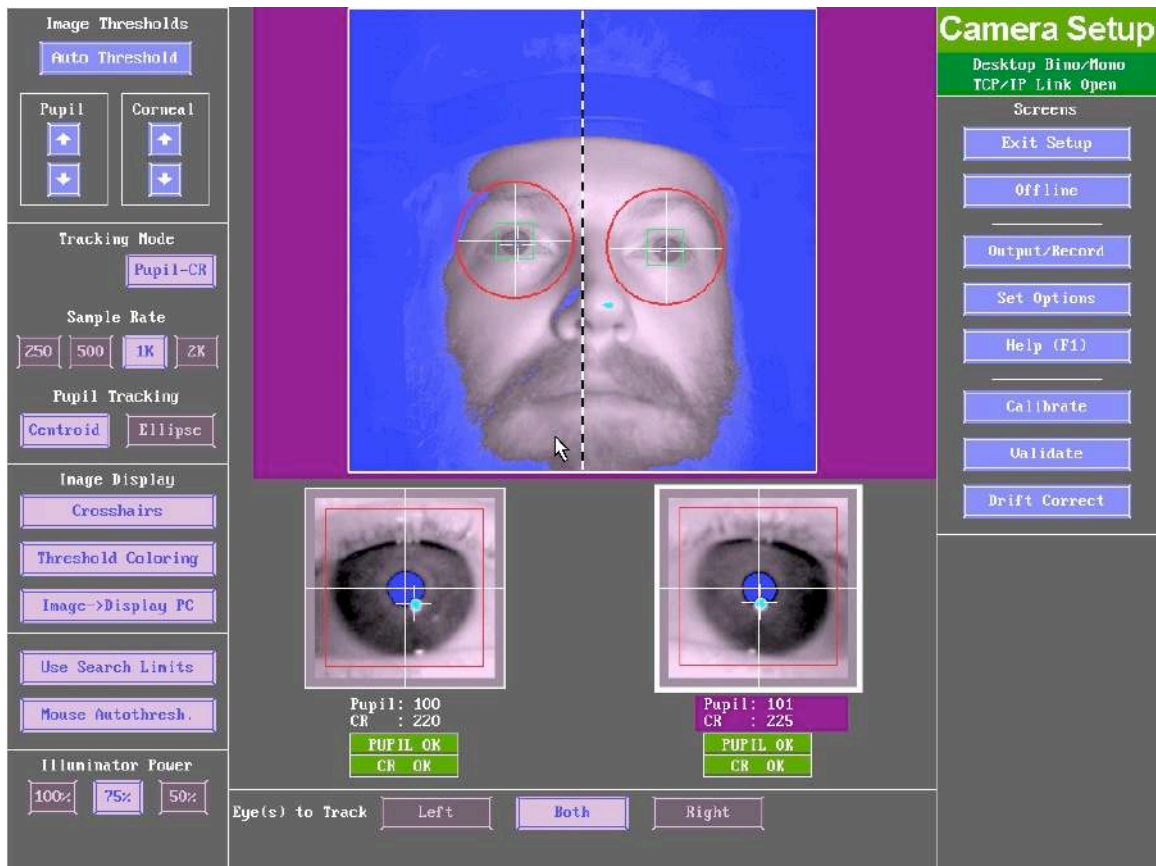 Image Thresholds
Auto Threshold
Pupil Corneal
Tracking Mode
Pupil-CR
Sample Rate
250 500 1K 2K
Pupil Tracking
Centroid Ellipse
Image Display
Crosshairs
Threshold Coloring
Image->Display PC
Use Search Limits
Mouse Autothresh.
Illuminator Power
100% 75% 50%
Pupil: 100
CR : 220
PUPIL OK
CR OK
Pupil: 101
CR : 225
PUPIL OK
CR OK
Eye(s) to Track Left Both Right
Camera Setup
Desktop Bino/Mono
TCP/IP Link Open
Screens
Exit Setup
Offline
Output/Record
Set Options
Help (F1)
Calibrate
Validate
Drift Correct